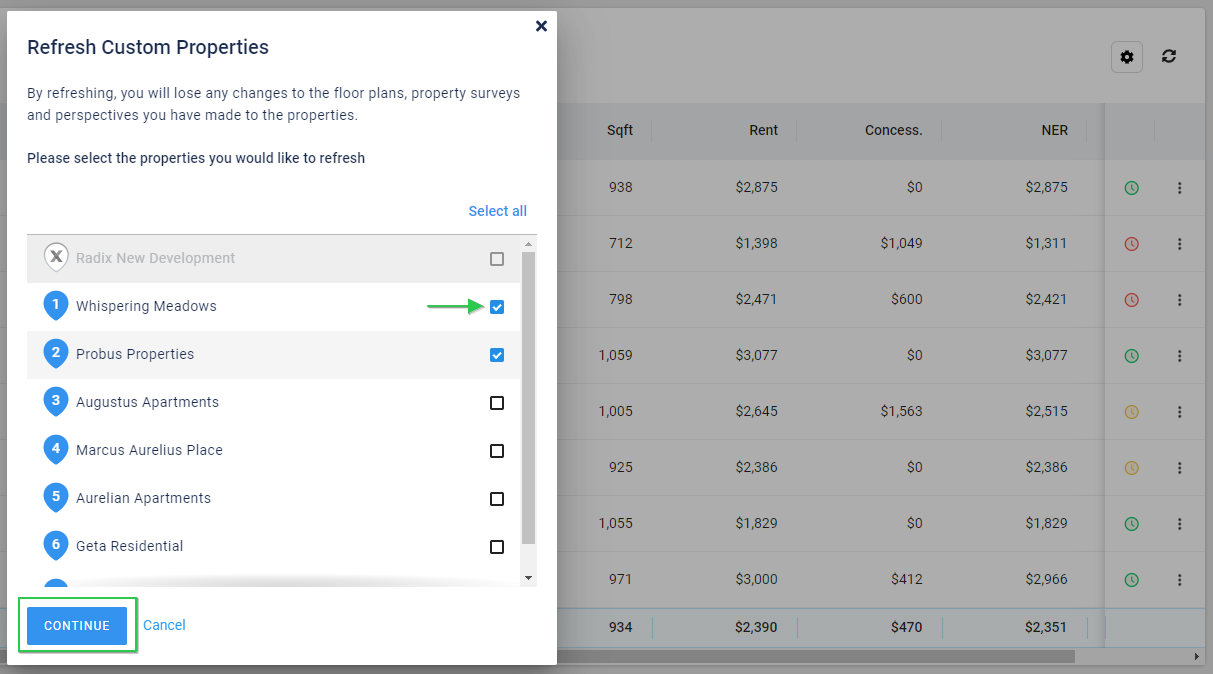 Refresh Custom Properties
By refreshing, you will lose any changes to the floor plans, property surveys
and perspectives you have made to the properties.
Please select the properties you would like to refresh
Select all
X Radix New Development
1 Whispering Meadows
2 Probus Properties
3 Augustus Apartments
4 Marcus Aurelius Place
5 Aurelian Apartments
6 Geta Residential
CONTINUE Cancel
Sqft Rent Concess. NER
938 $2,875 $0 $2,875
712 $1,398 $1,049 $1,311
798 $2,471 $600 $2,421
1,059 $3,077 $0 $3,077
1,005 $2,645 $1,563 $2,515
925 $2,386 $0 $2,386
1,055 $1,829 $0 $1,829
971 $3,000 $412 $2,966
934 $2,390 $470 $2,351